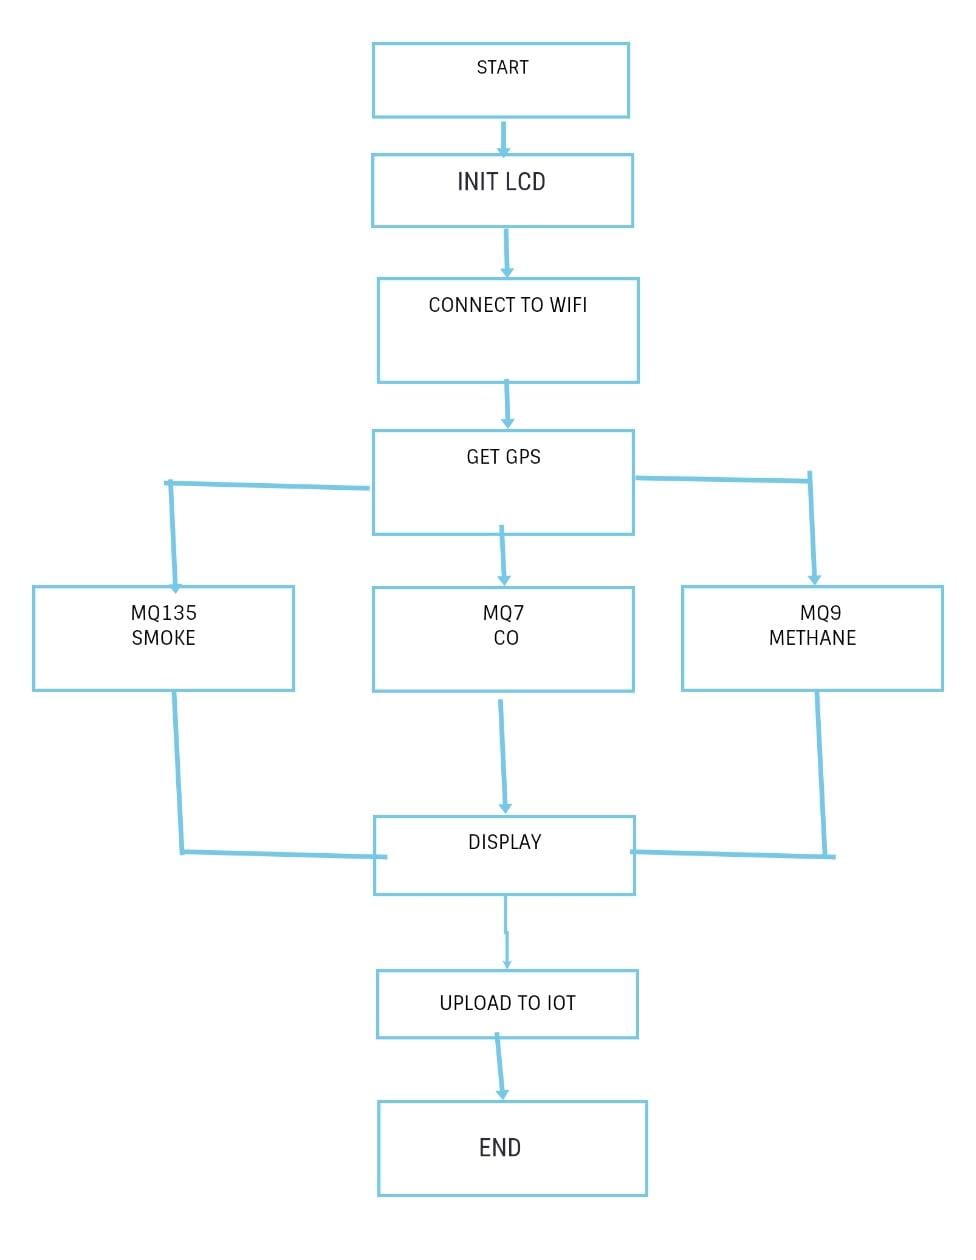 START
INIT LCD
CONNECT TO WIFI
GET GPS
MQ135
SMOKE
MQ7
CO
MQ9
METHANE
DISPLAY
UPLOAD TO IOT
END